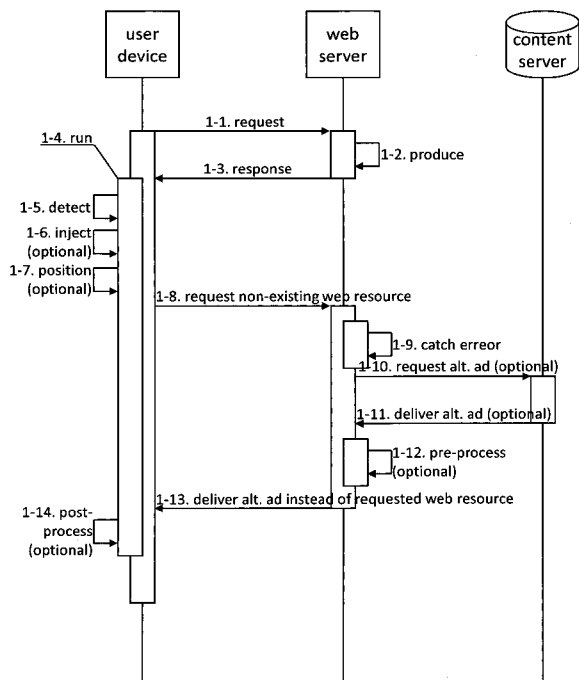 user
device
web
server
content
server
1-1. request
1-4. run
1-2. produce
1-3. response
1-5. detect
1-6. inject
(optional)
1-7. position
(optional)
1-8. request non-existing web resource
1-9. catch erreor
1-10. request alt. ad (optional)
1-11. deliver alt. ad (optional)
1-12. pre-process
(optional)
1-13. deliver alt. ad instead of requested web resource
1-14. post-
process
(optional)